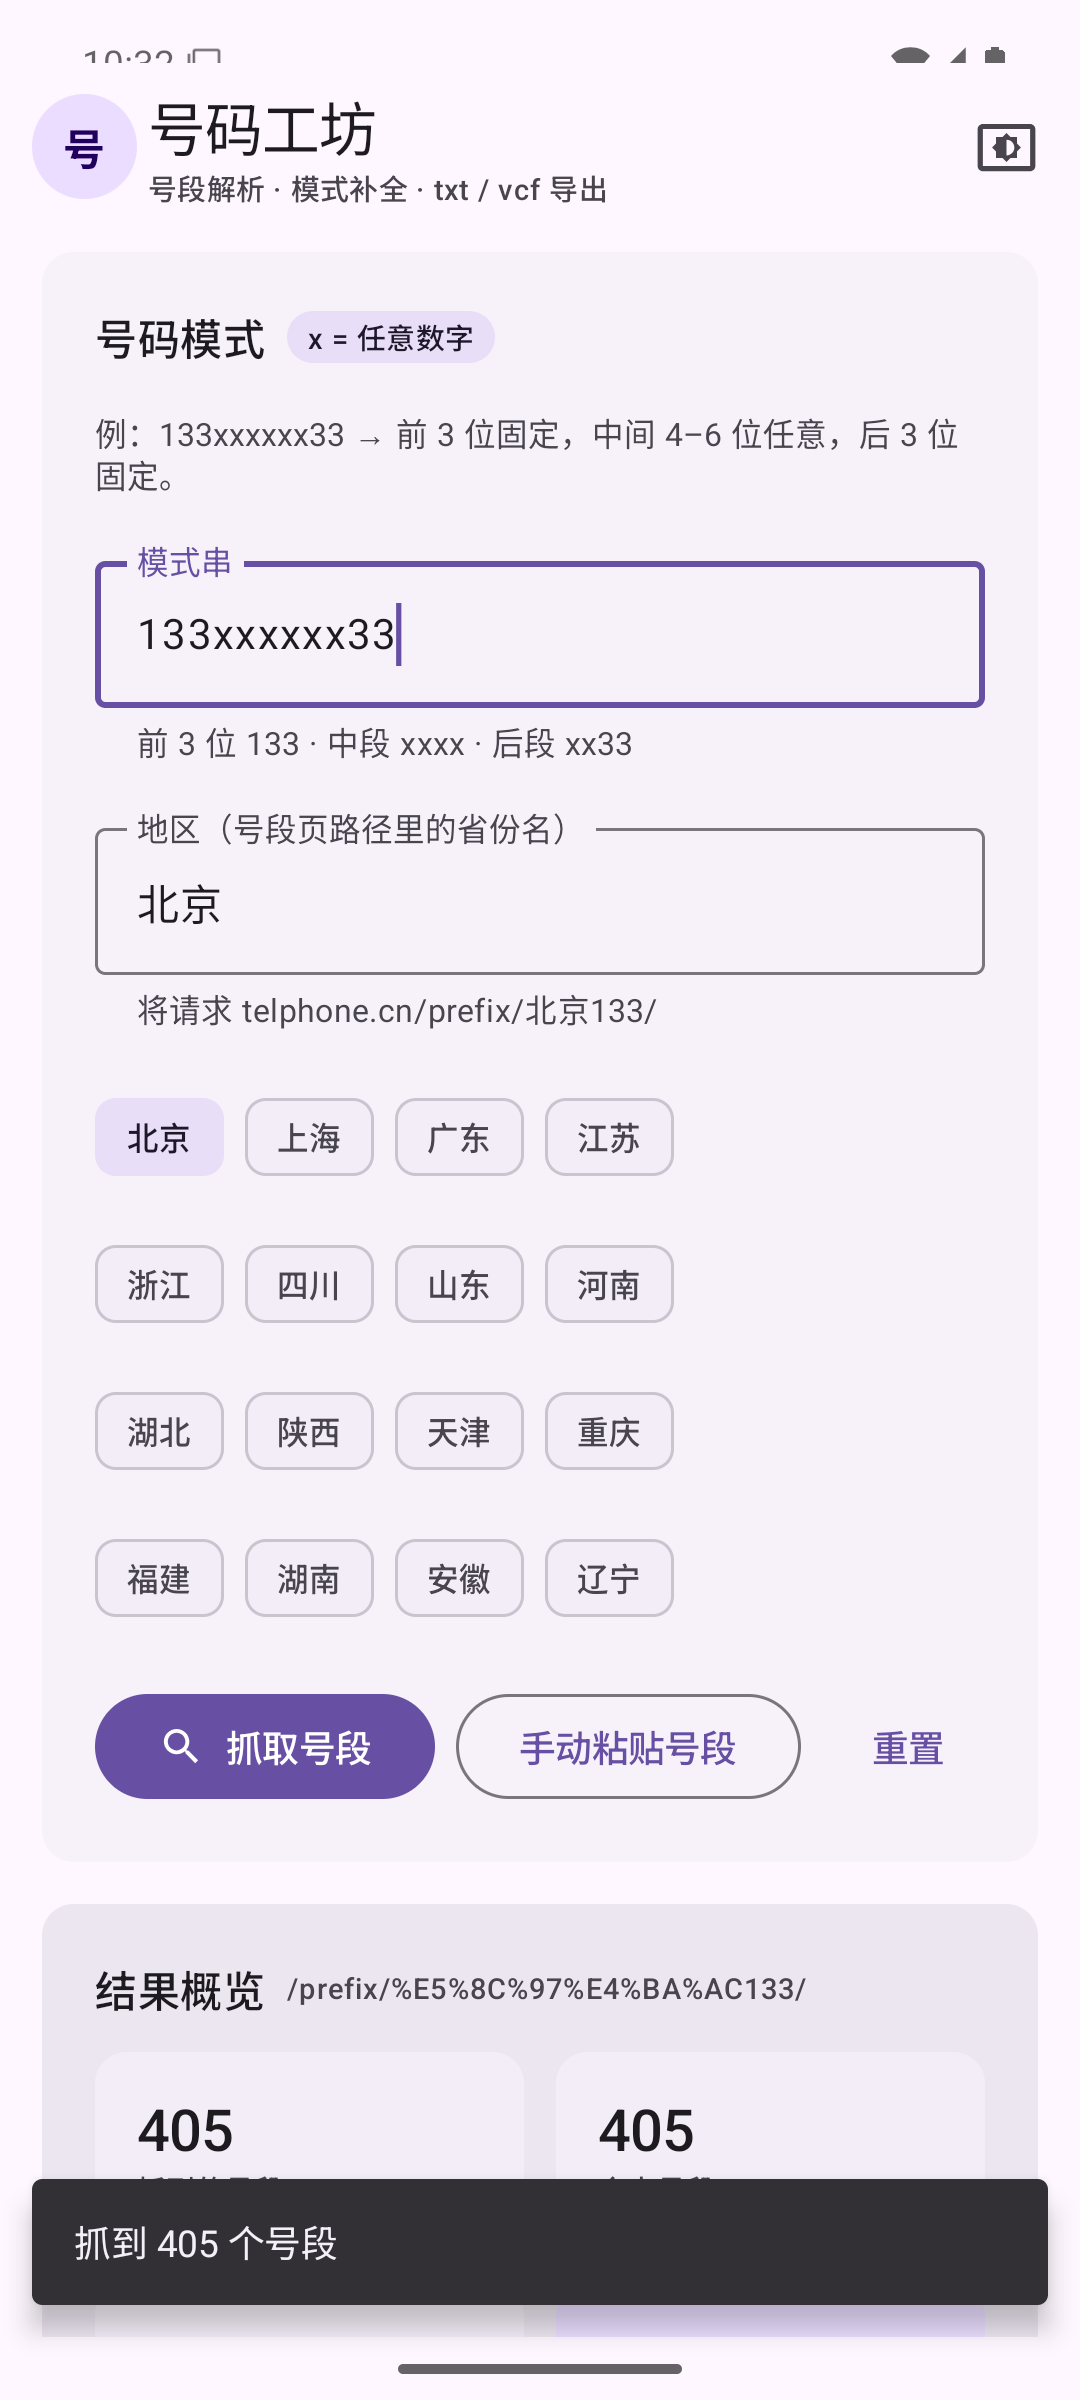 10:32
号
号码工坊
号段解析 · 模式补全 · txt / vcf 导出
号码模式
x = 任意数字
例：133xxxxxx33 → 前 3 位固定，中间 4–6 位任意，后 3 位
固定。
模式串
133xxxxxx33
前 3 位 133 · 中段 xxxx · 后段 xx33
地区（号段页路径里的省份名）
北京
将请求 telphone.cn/prefix/北京133/
北京 上海 广东 江苏
浙江 四川 山东 河南
湖北 陕西 天津 重庆
福建 湖南 安徽 辽宁
抓取号段 手动粘贴号段 重置
结果概览 /prefix/%E5%8C%97%E4%BA%AC133/
405 405
抓到 405 个号段